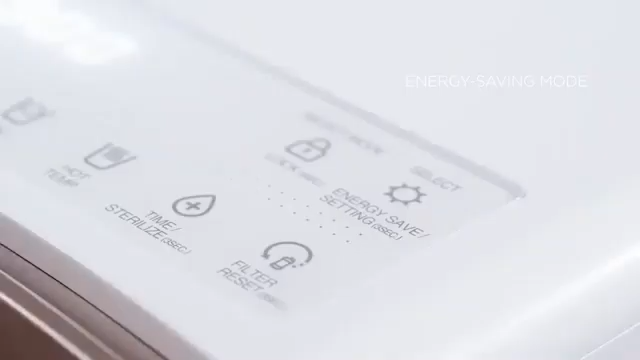 ENERGY-SAVING MODE
SELECT
ENERGY SAVE/
SETTING (3SEC.)
HOT
TEMP
TIME/
STERILIZE (3SEC.)
FILTER
RESET